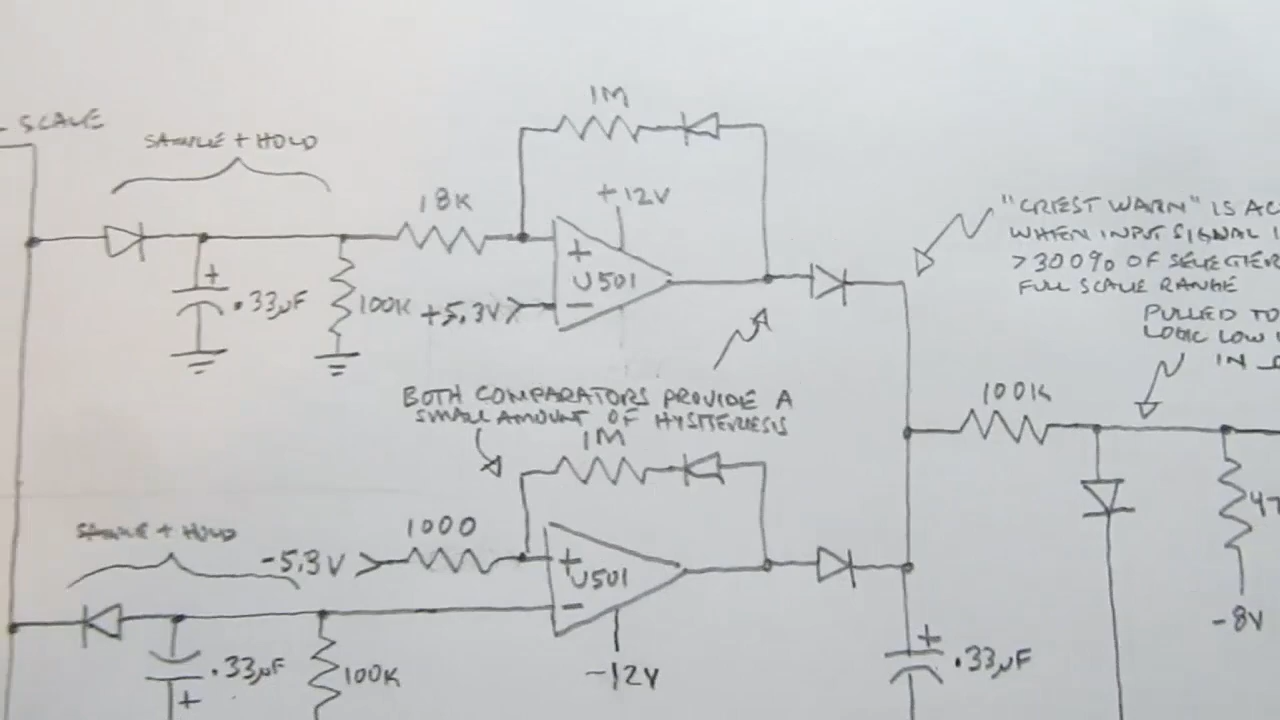 SCALE
SAMPLE + HOLD
1M
18K
+12V
+
U501
-
.33µF
100K
+5.3V
+
"CREST WARN" IS AC
WHEN INPUT SIGNAL I
>300% OF SELECTED
FULL SCALE RANGE
PULLED TO
LOGIC LOW
IN
BOTH COMPARATORS PROVIDE A
SMALL AMOUNT OF HYSTERESIS
1M
100K
SAMPLE + HOLD
-5.3V
1000
+
U501
-
47
-8V
.33µF
+
100K
-12V
+
.33µF